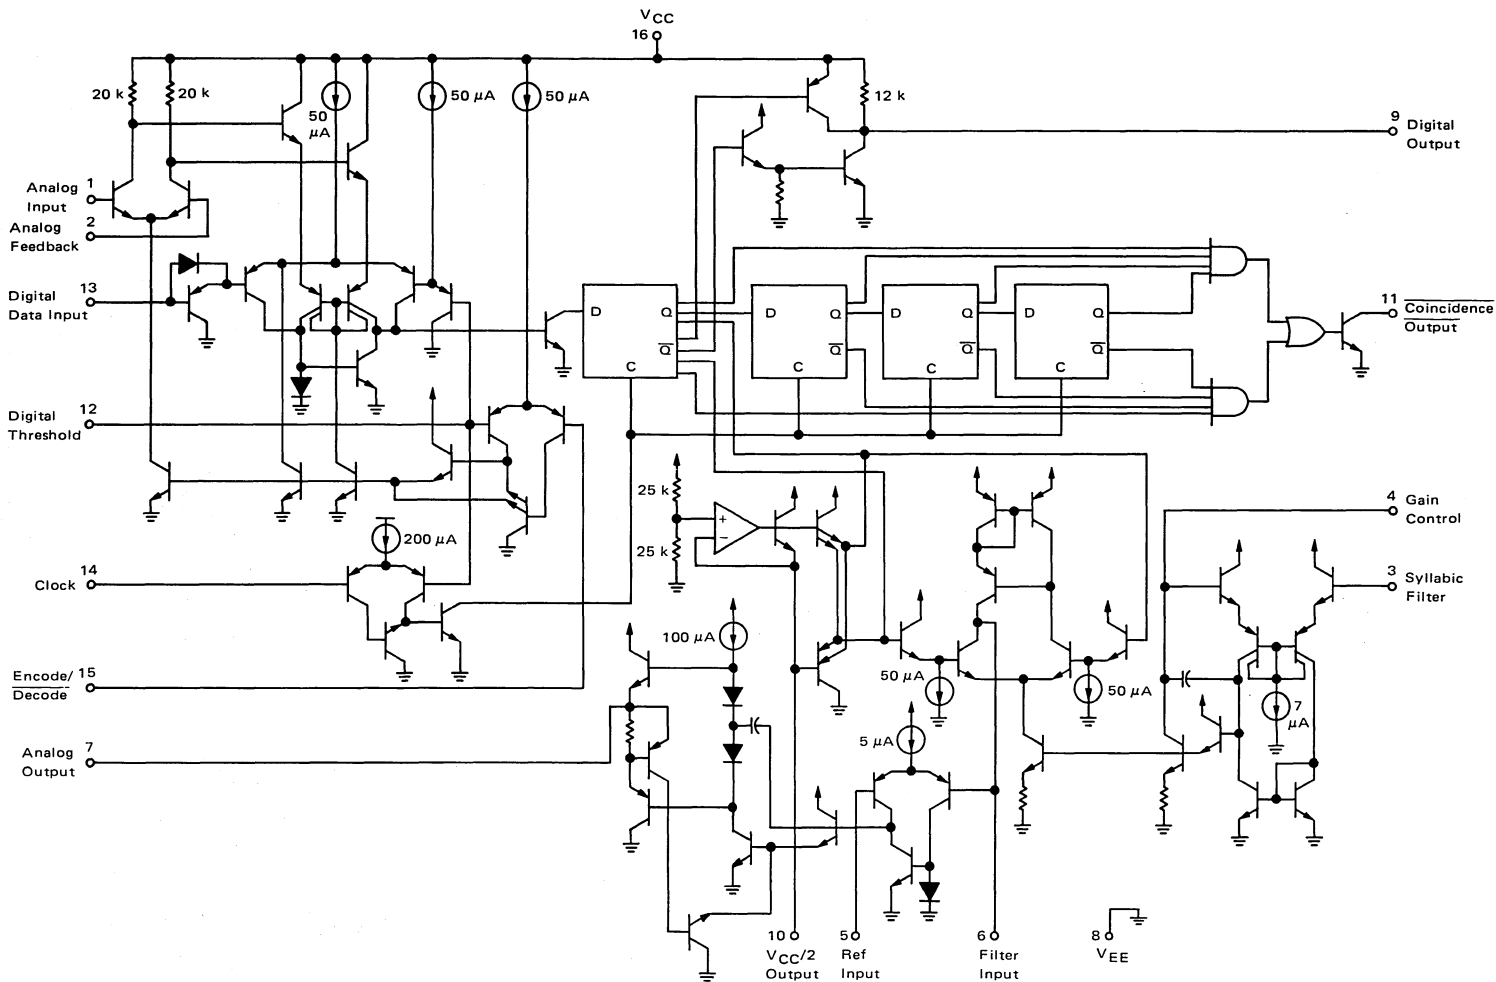 VCC
16
20 k
20 k
50
µA
50 µA
50 µA
12 k
9
Digital
Output
Analog
Input
1
2
Analog
Feedback
Digital
Data Input
13
D
Q
Q
C
D
Q
Q
C
D
Q
Q
C
D
Q
Q
C
11
Coincidence
Output
Digital
Threshold
12
25 k
25 k
+
−
4
Gain
Control
200 µA
Clock
14
3
Syllabic
Filter
100 µA
50 µA
50 µA
7
µA
Encode/
Decode
15
Analog
Output
7
5 µA
10
VCC/2
Output
5
Ref
Input
6
Filter
Input
8
VEE